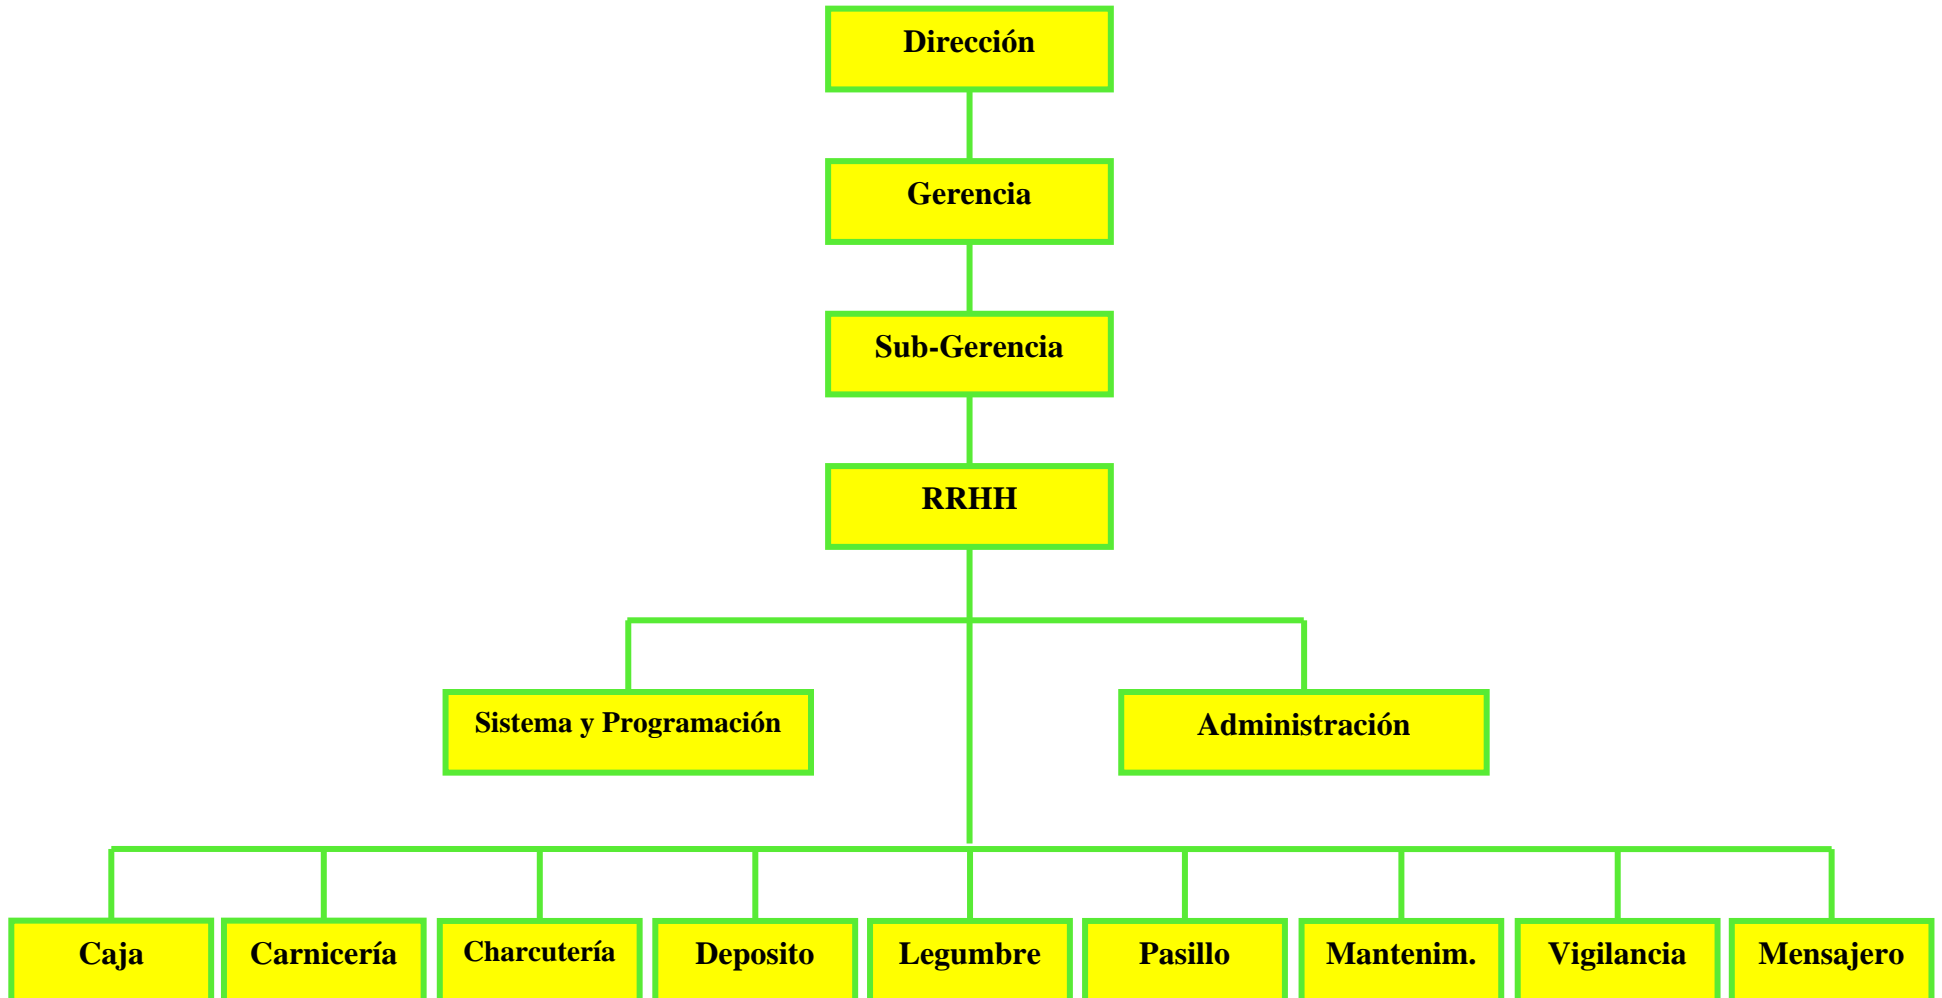 Dirección
Gerencia
Sub-Gerencia
RRHH
Sistema y Programación
Administración
Caja
Carnicería
Charcutería
Deposito
Legumbre
Pasillo
Mantenim.
Vigilancia
Mensajero